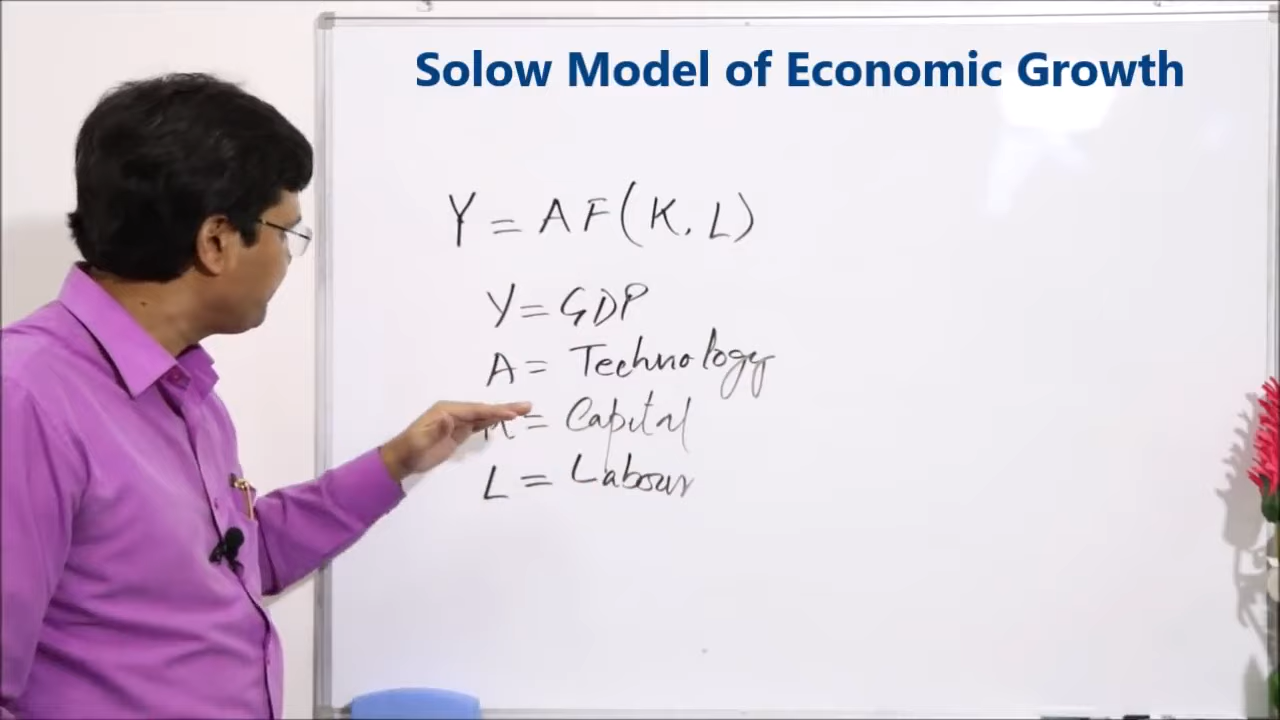 Solow Model of Economic Growth
Y = AF(K, L)
Y = GDP
A = Technology
K = Capital
L = Labour